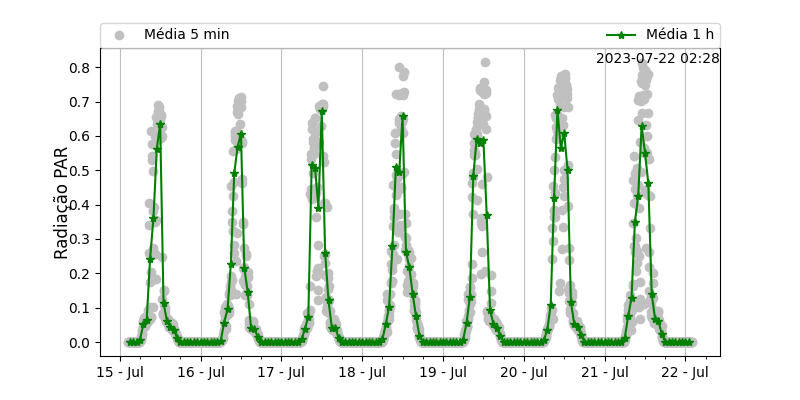 Média 5 min
Média 1 h
2023-07-22 02:28
Radiação PAR
0.8
0.7
0.6
0.5
0.4
0.3
0.2
0.1
0.0
15 - Jul
16 - Jul
17 - Jul
18 - Jul
19 - Jul
20 - Jul
21 - Jul
22 - Jul